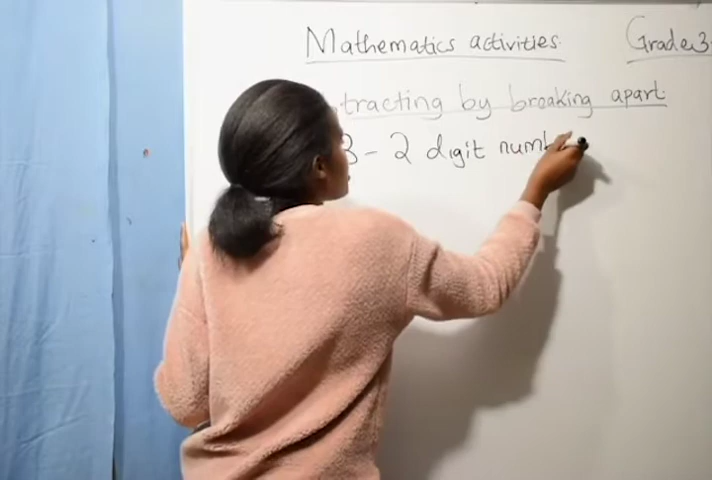 Mathematics activities. Grade3.
tracting by breaking apart.
3 - 2 digit numb